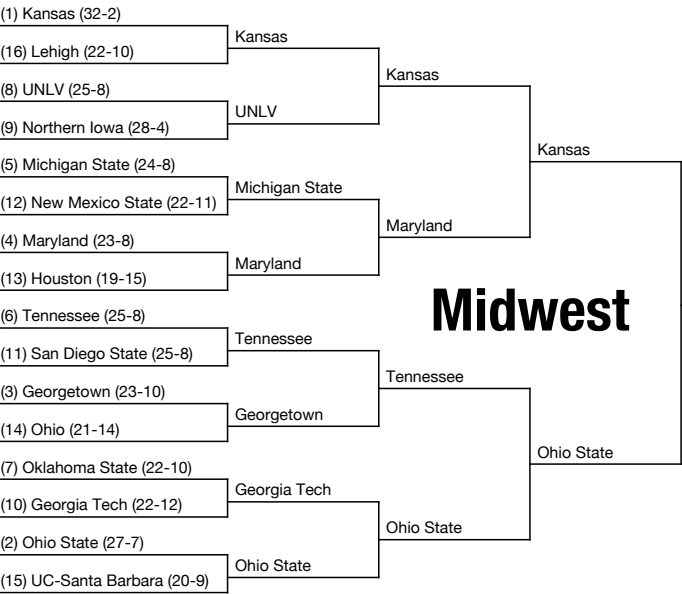 (1) Kansas (32-2)
(16) Lehigh (22-10)
(8) UNLV (25-8)
(9) Northern Iowa (28-4)
(5) Michigan State (24-8)
(12) New Mexico State (22-11)
(4) Maryland (23-8)
(13) Houston (19-15)
(6) Tennessee (25-8)
(11) San Diego State (25-8)
(3) Georgetown (23-10)
(14) Ohio (21-14)
(7) Oklahoma State (22-10)
(10) Georgia Tech (22-12)
(2) Ohio State (27-7)
(15) UC-Santa Barbara (20-9)
Kansas
UNLV
Michigan State
Maryland
Tennessee
Georgetown
Georgia Tech
Ohio State
Kansas
Maryland
Tennessee
Ohio State
Kansas
Ohio State
Midwest